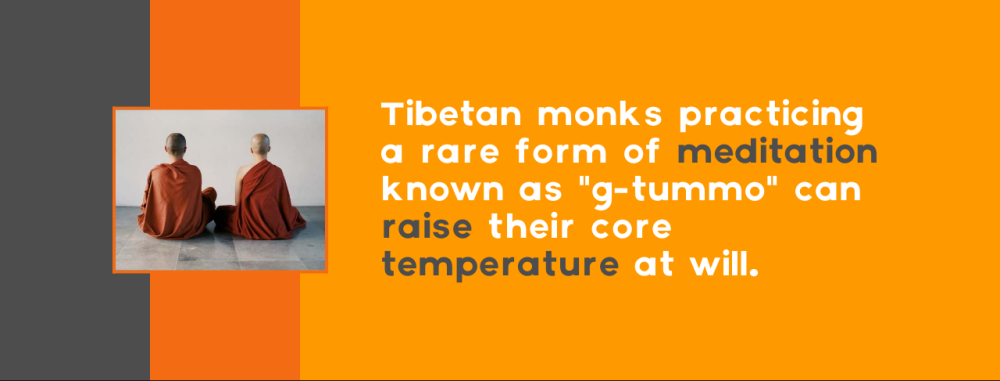 Tibetan monks practicing
a rare form of meditation
known as "g-tummo" can
raise their core
temperature at will.